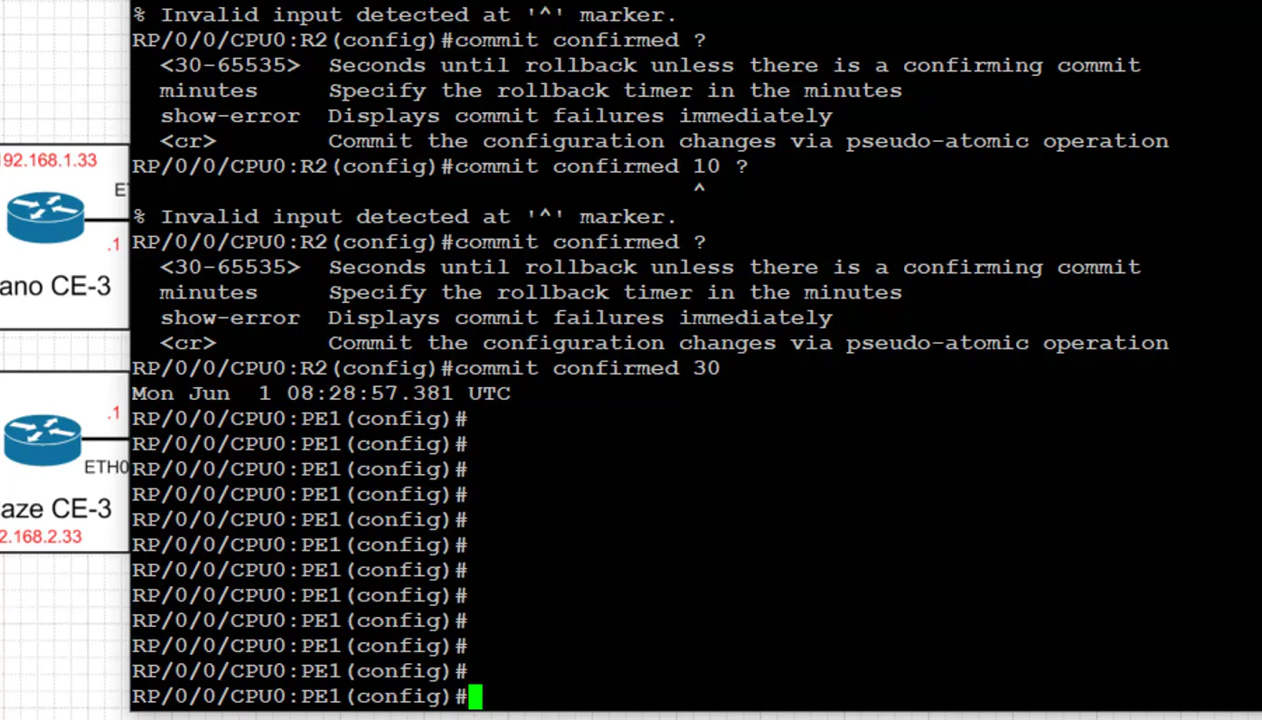 % Invalid input detected at '^' marker.
RP/0/0/CPU0:R2(config)#commit confirmed ?
<30-65535> Seconds until rollback unless there is a confirming commit
minutes Specify the rollback timer in the minutes
show-error Displays commit failures immediately
<cr> Commit the configuration changes via pseudo-atomic operation
RP/0/0/CPU0:R2(config)#commit confirmed 10 ?
^
% Invalid input detected at '^' marker.
RP/0/0/CPU0:R2(config)#commit confirmed ?
<30-65535> Seconds until rollback unless there is a confirming commit
minutes Specify the rollback timer in the minutes
show-error Displays commit failures immediately
<cr> Commit the configuration changes via pseudo-atomic operation
RP/0/0/CPU0:R2(config)#commit confirmed 30
Mon Jun 1 08:28:57.381 UTC
RP/0/0/CPU0:PE1(config)#
RP/0/0/CPU0:PE1(config)#
RP/0/0/CPU0:PE1(config)#
RP/0/0/CPU0:PE1(config)#
RP/0/0/CPU0:PE1(config)#
RP/0/0/CPU0:PE1(config)#
RP/0/0/CPU0:PE1(config)#
RP/0/0/CPU0:PE1(config)#
RP/0/0/CPU0:PE1(config)#
RP/0/0/CPU0:PE1(config)#
RP/0/0/CPU0:PE1(config)#
RP/0/0/CPU0:PE1(config)#
92.168.1.33
ET
.1
ano CE-3
.1
ETH0
aze CE-3
2.168.2.33